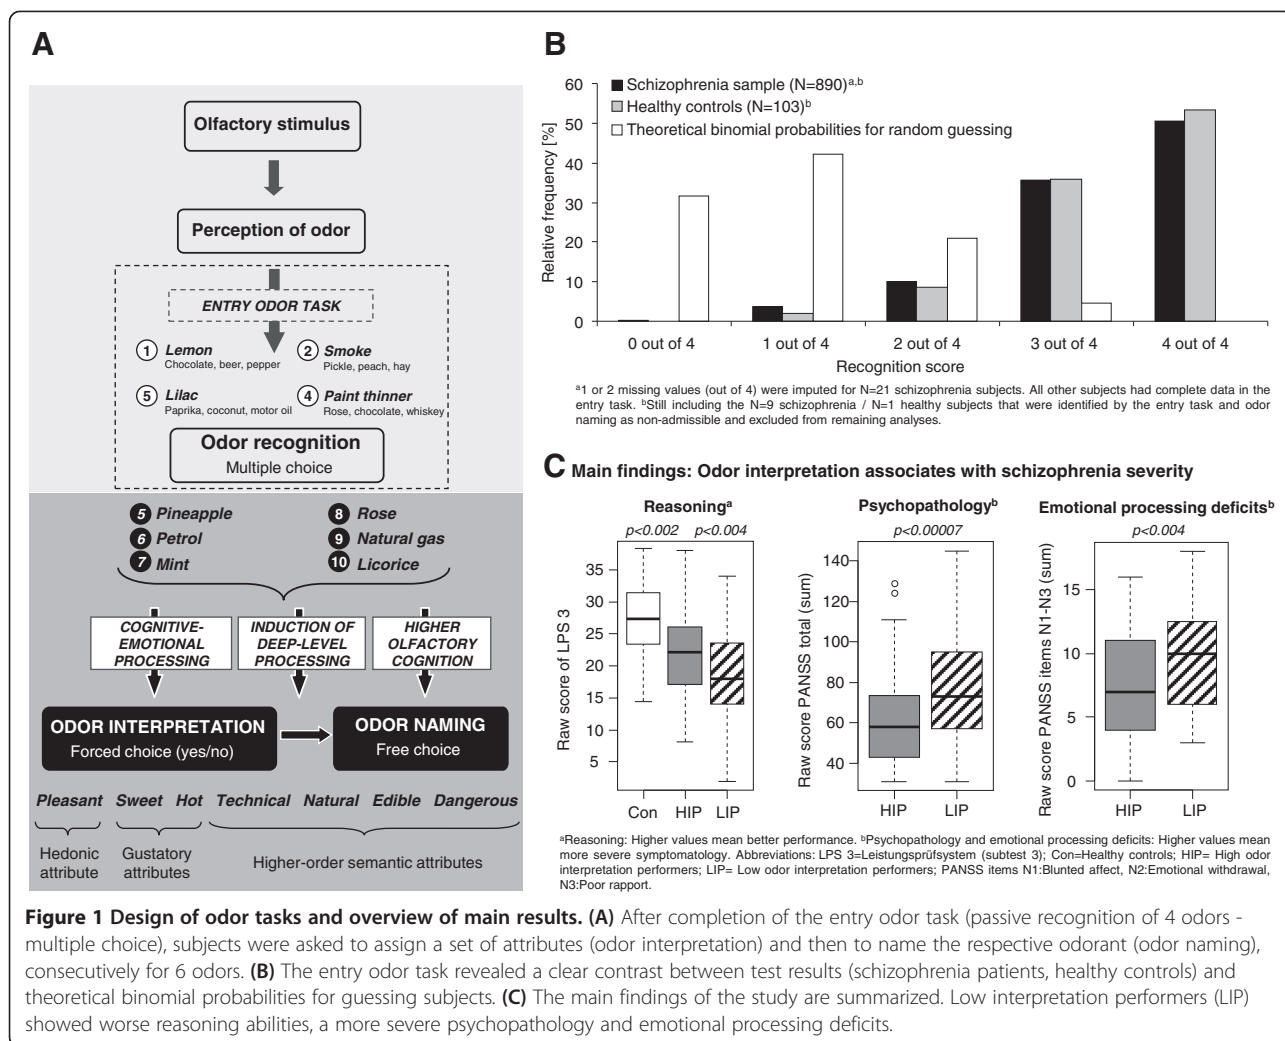 A
Olfactory stimulus
Perception of odor
ENTRY ODOR TASK
1 Lemon
Chocolate, beer, pepper
2 Smoke
Pickle, peach, hay
5 Lilac
Paprika, coconut, motor oil
4 Paint thinner
Rose, chocolate, whiskey
Odor recognition
Multiple choice
5 Pineapple
6 Petrol
7 Mint
8 Rose
9 Natural gas
10 Licorice
COGNITIVE-
EMOTIONAL
PROCESSING
INDUCTION OF
DEEP-LEVEL
PROCESSING
HIGHER
OLFACTORY
COGNITION
ODOR INTERPRETATION
Forced choice (yes/no)
ODOR NAMING
Free choice
Pleasant Sweet Hot Technical Natural Edible Dangerous
Hedonic
attribute
Gustatory
attributes
Higher-order semantic attributes
B
Schizophrenia sample (N=890)a,b
Healthy controls (N=103)b
Theoretical binomial probabilities for random guessing
Relative frequency [%]
60
50
40
30
20
10
0
0 out of 4 1 out of 4 2 out of 4 3 out of 4 4 out of 4
Recognition score
a1 or 2 missing values (out of 4) were imputed for N=21 schizophrenia subjects. All other subjects had complete data in the
entry task. bStill including the N=9 schizophrenia / N=1 healthy subjects that were identified by the entry task and odor
naming as non-admissible and excluded from remaining analyses.
C Main findings: Odor interpretation associates with schizophrenia severity
Reasoninga
p<0.002 p<0.004
Raw score of LPS 3
35
30
25
20
15
10
5
Con HIP LIP
Psychopathologyb
p<0.00007
Raw score PANSS total (sum)
140
120
100
80
60
40
HIP LIP
Emotional processing deficitsb
p<0.004
Raw score PANSS items N1-N3 (sum)
15
10
5
0
HIP LIP
aReasoning: Higher values mean better performance. bPsychopathology and emotional processing deficits: Higher values mean
more severe symptomatology. Abbreviations: LPS 3=Leistungsprüfsystem (subtest 3); Con=Healthy controls; HIP= High odor
interpretation performers; LIP= Low odor interpretation performers; PANSS items N1:Blunted affect, N2:Emotional withdrawal,
N3:Poor rapport.
Figure 1 Design of odor tasks and overview of main results. (A) After completion of the entry odor task (passive recognition of 4 odors -
multiple choice), subjects were asked to assign a set of attributes (odor interpretation) and then to name the respective odorant (odor naming),
consecutively for 6 odors. (B) The entry odor task revealed a clear contrast between test results (schizophrenia patients, healthy controls) and
theoretical binomial probabilities for guessing subjects. (C) The main findings of the study are summarized. Low interpretation performers (LIP)
showed worse reasoning abilities, a more severe psychopathology and emotional processing deficits.